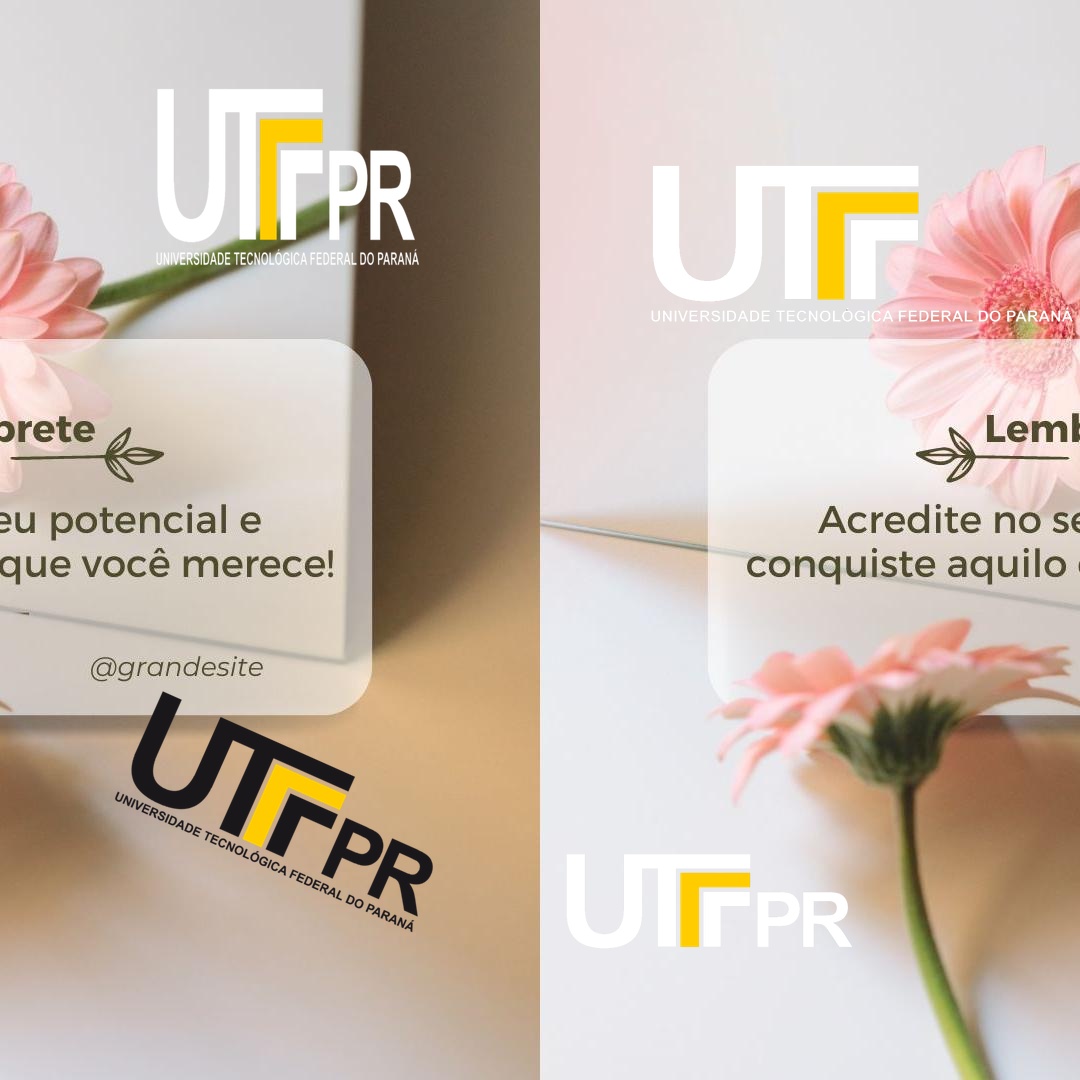 UTFPR
UNIVERSIDADE TECNOLÓGICA FEDERAL DO PARANÁ
prete
eu potencial e
que você merece!
@grandesite
UTFPR
UNIVERSIDADE TECNOLÓGICA FEDERAL DO PARANÁ
UTF
UNIVERSIDADE TECNOLÓGICA FEDERAL DO PARANÁ
Lemb
Acredite no se
conquiste aquilo
UTFPR